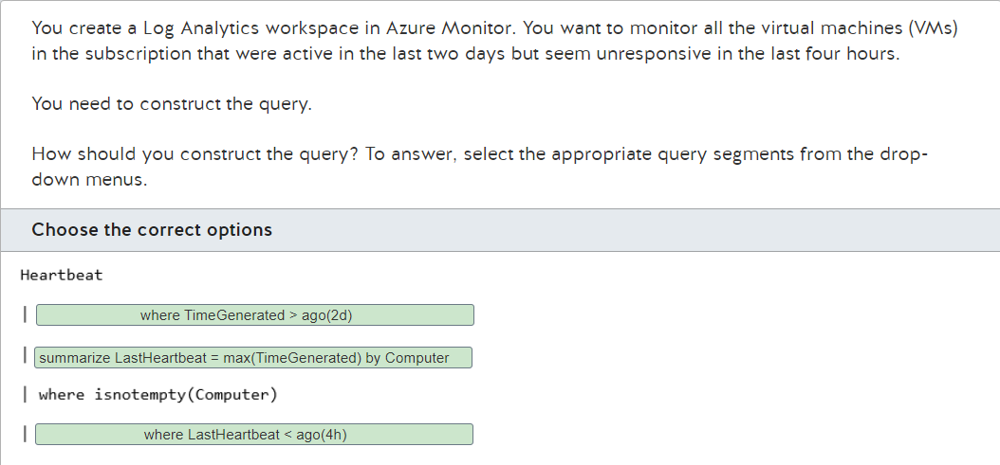 You create a Log Analytics workspace in Azure Monitor. You want to monitor all the virtual machines (VMs)
in the subscription that were active in the last two days but seem unresponsive in the last four hours.
You need to construct the query.
How should you construct the query? To answer, select the appropriate query segments from the drop-
down menus.
Choose the correct options
Heartbeat
| where TimeGenerated > ago(2d)
| summarize LastHeartbeat = max(TimeGenerated) by Computer
| where isnotempty(Computer)
| where LastHeartbeat < ago(4h)